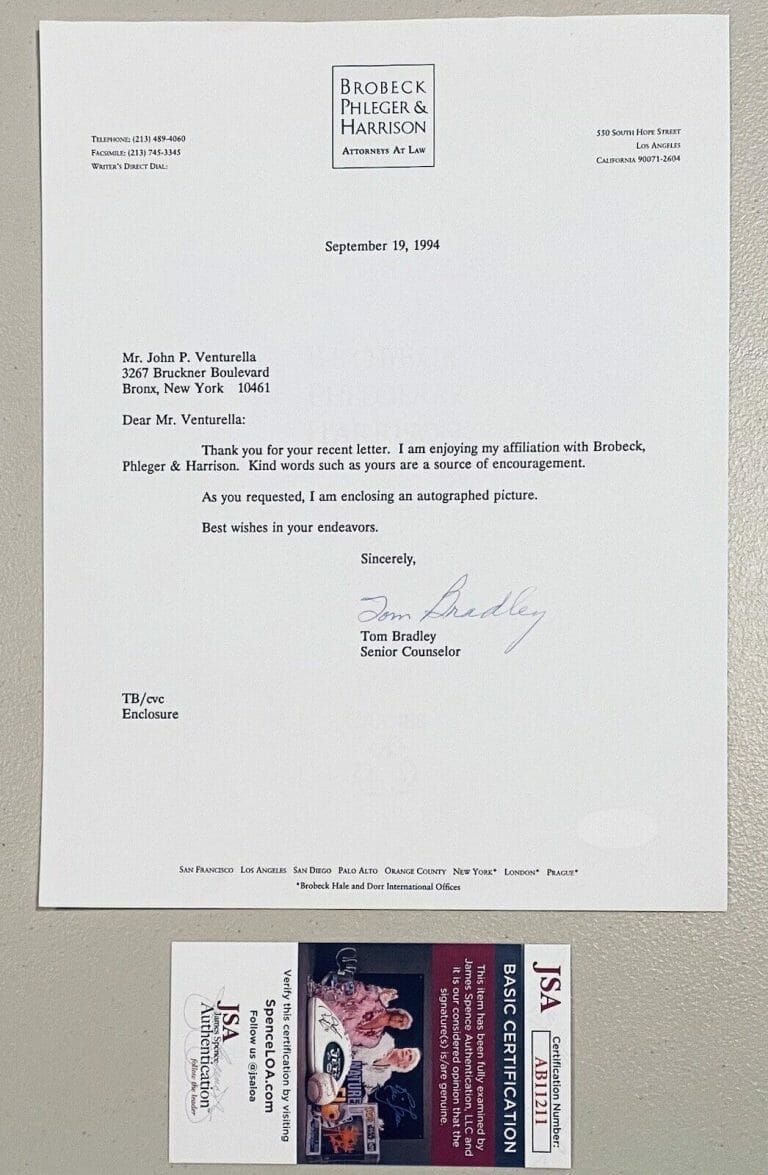 BROBECK
PHLEGER &
HARRISON
ATTORNEYS AT LAW
TELEPHONE: (213) 489-4060
FACSIMILE: (213) 745-3345
WRITER'S DIRECT DIAL:
550 SOUTH HOPE STREET
LOS ANGELES
CALIFORNIA 90071-2604
September 19, 1994
Mr. John P. Venturella
3267 Bruckner Boulevard
Bronx, New York 10461
Dear Mr. Venturella:
Thank you for your recent letter. I am enjoying my affiliation with Brobeck,
Phleger & Harrison. Kind words such as yours are a source of encouragement.
As you requested, I am enclosing an autographed picture.
Best wishes in your endeavors.
Sincerely,
Tom Bradley
Tom Bradley
Senior Counselor
TB/cvc
Enclosure
SAN FRANCISCO LOS ANGELES SAN DIEGO PALO ALTO ORANGE COUNTY NEW YORK* LONDON* PRAGUE*
*Brobeck Hale and Dorr International Offices
JSA
Certification Number:
AB11211
BASIC CERTIFICATION
This item has been fully examined by
James Spence Authentication, LLC and
it is our considered opinion that the
signature(s) is/are genuine.
JETS
NATURE
Verify this certification by visiting
SpenceLOA.com
Follow us @jsaloa
JSA
James Spence
Authentication
follow the leader